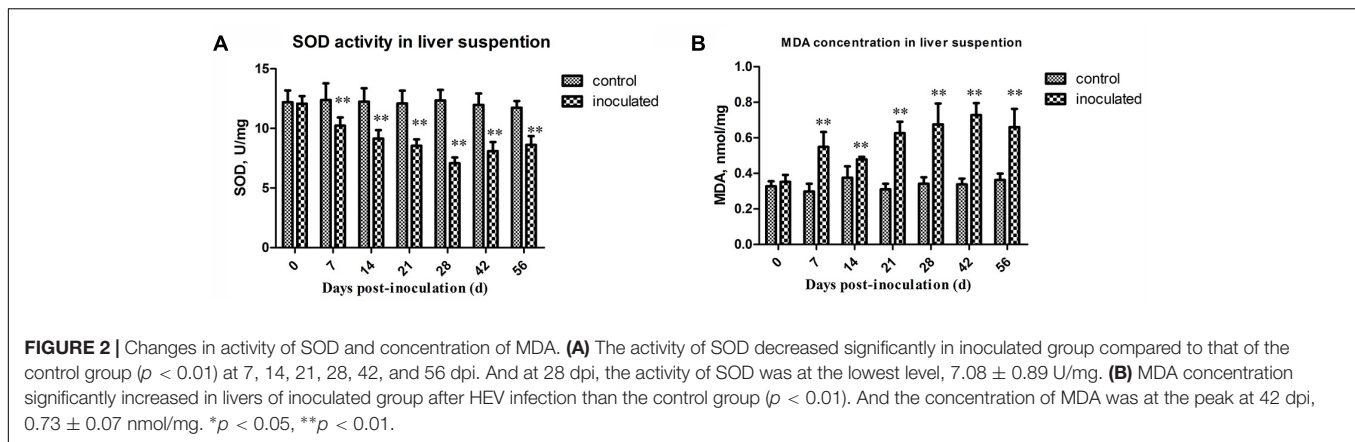 A
SOD activity in liver suspention
15
10
5
0
SOD, U/mg
control
inoculated
**
**
**
**
**
**
0 7 14 21 28 42 56
Days post-inoculation (d)
B
MDA concentration in liver suspention
1.0
0.8
0.6
0.4
0.2
0.0
MDA, nmol/mg
control
inoculated
**
**
**
**
**
**
0 7 14 21 28 42 56
Days post-inoculation (d)
FIGURE 2 | Changes in activity of SOD and concentration of MDA. (A) The activity of SOD decreased significantly in inoculated group compared to that of the
control group (p < 0.01) at 7, 14, 21, 28, 42, and 56 dpi. And at 28 dpi, the activity of SOD was at the lowest level, 7.08 ± 0.89 U/mg. (B) MDA concentration
significantly increased in livers of inoculated group after HEV infection than the control group (p < 0.01). And the concentration of MDA was at the peak at 42 dpi,
0.73 ± 0.07 nmol/mg. *p < 0.05, **p < 0.01.